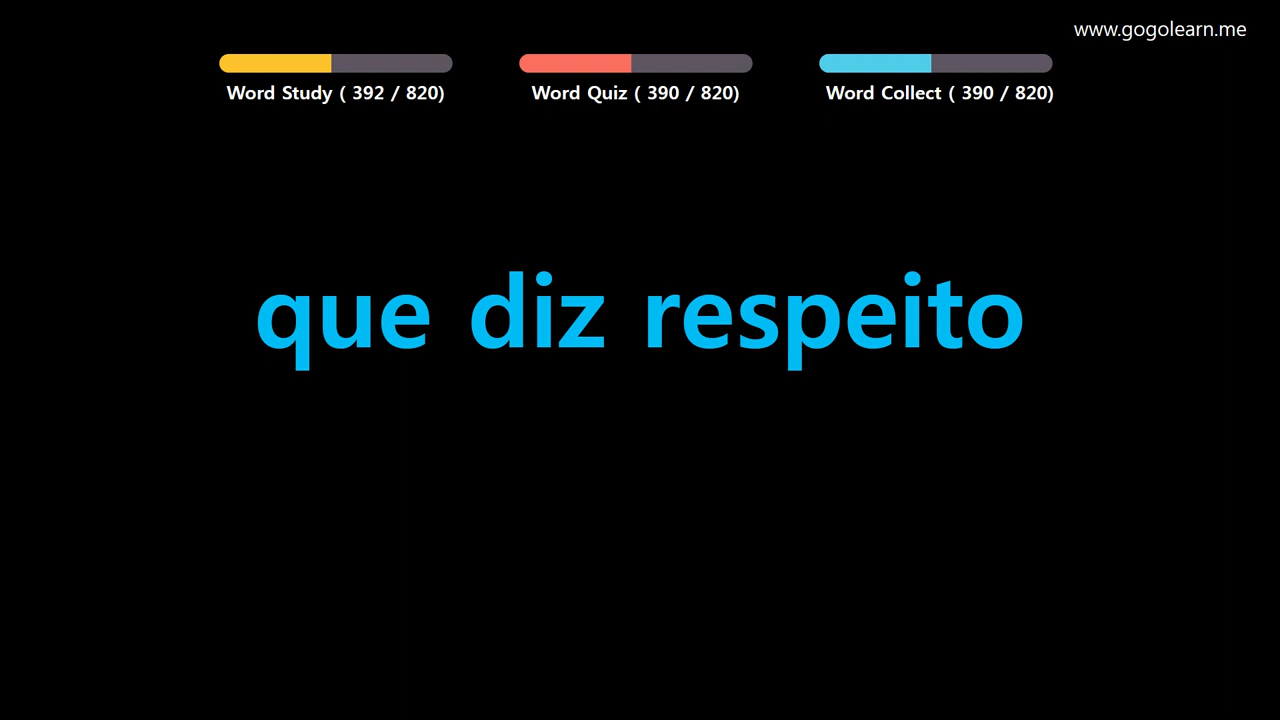 www.gogolearn.me
Word Study ( 392 / 820)
Word Quiz ( 390 / 820)
Word Collect ( 390 / 820)
que diz respeito